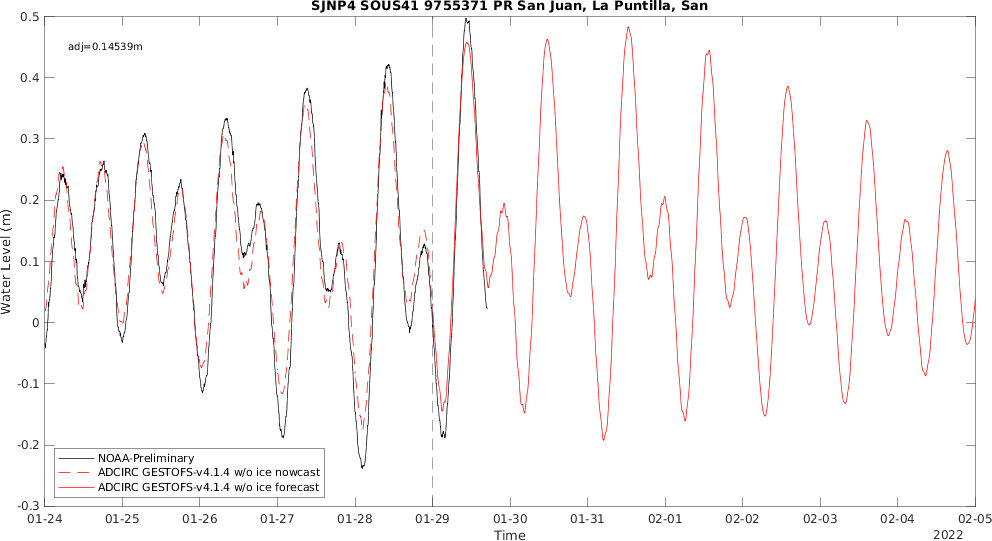 SJNP4 SOUS41 9755371 PR San Juan, La Puntilla, San
adj=0.14539m
0.5
0.4
0.3
0.2
0.1
0
-0.1
-0.2
-0.3
Water Level (m)
NOAA-Preliminary
ADCIRC GESTOFS-v4.1.4 w/o ice nowcast
ADCIRC GESTOFS-v4.1.4 w/o ice forecast
01-24 01-25 01-26 01-27 01-28 01-29 01-30 01-31 02-01 02-02 02-03 02-04 02-05
Time
2022